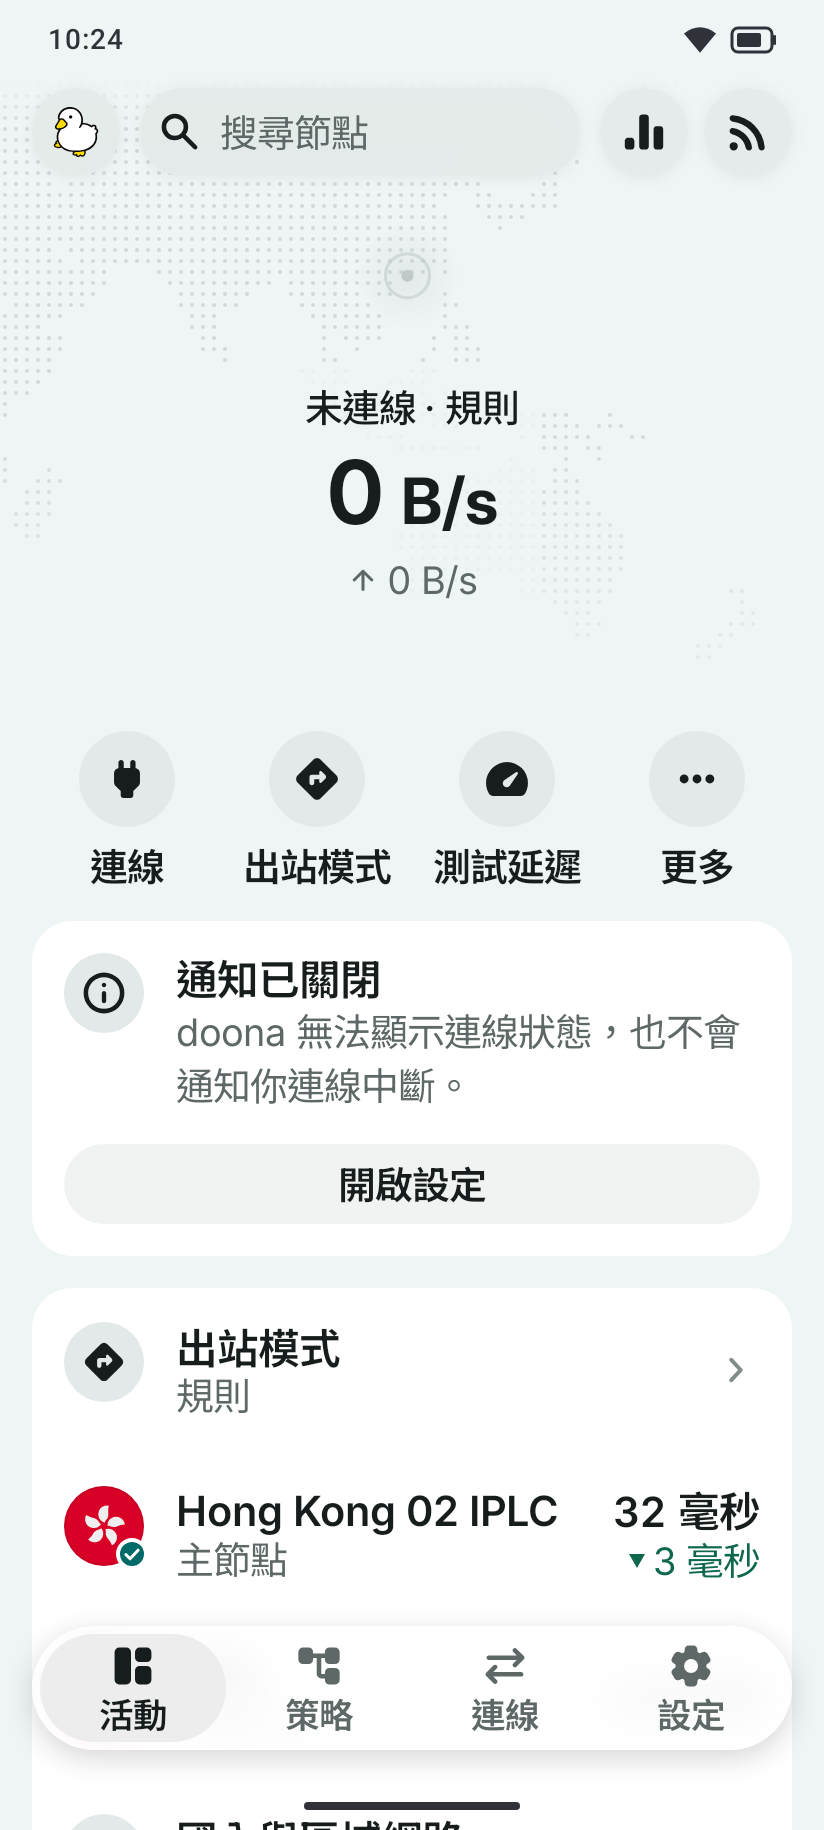 10:24
搜尋節點
未連線 · 規則
0 B/s
↑ 0 B/s
連線
出站模式
測試延遲
更多
通知已關閉
doona 無法顯示連線狀態，也不會
通知你連線中斷。
開啟設定
出站模式
規則
Hong Kong 02 IPLC
32 毫秒
主節點
▼ 3 毫秒
活動
策略
連線
設定